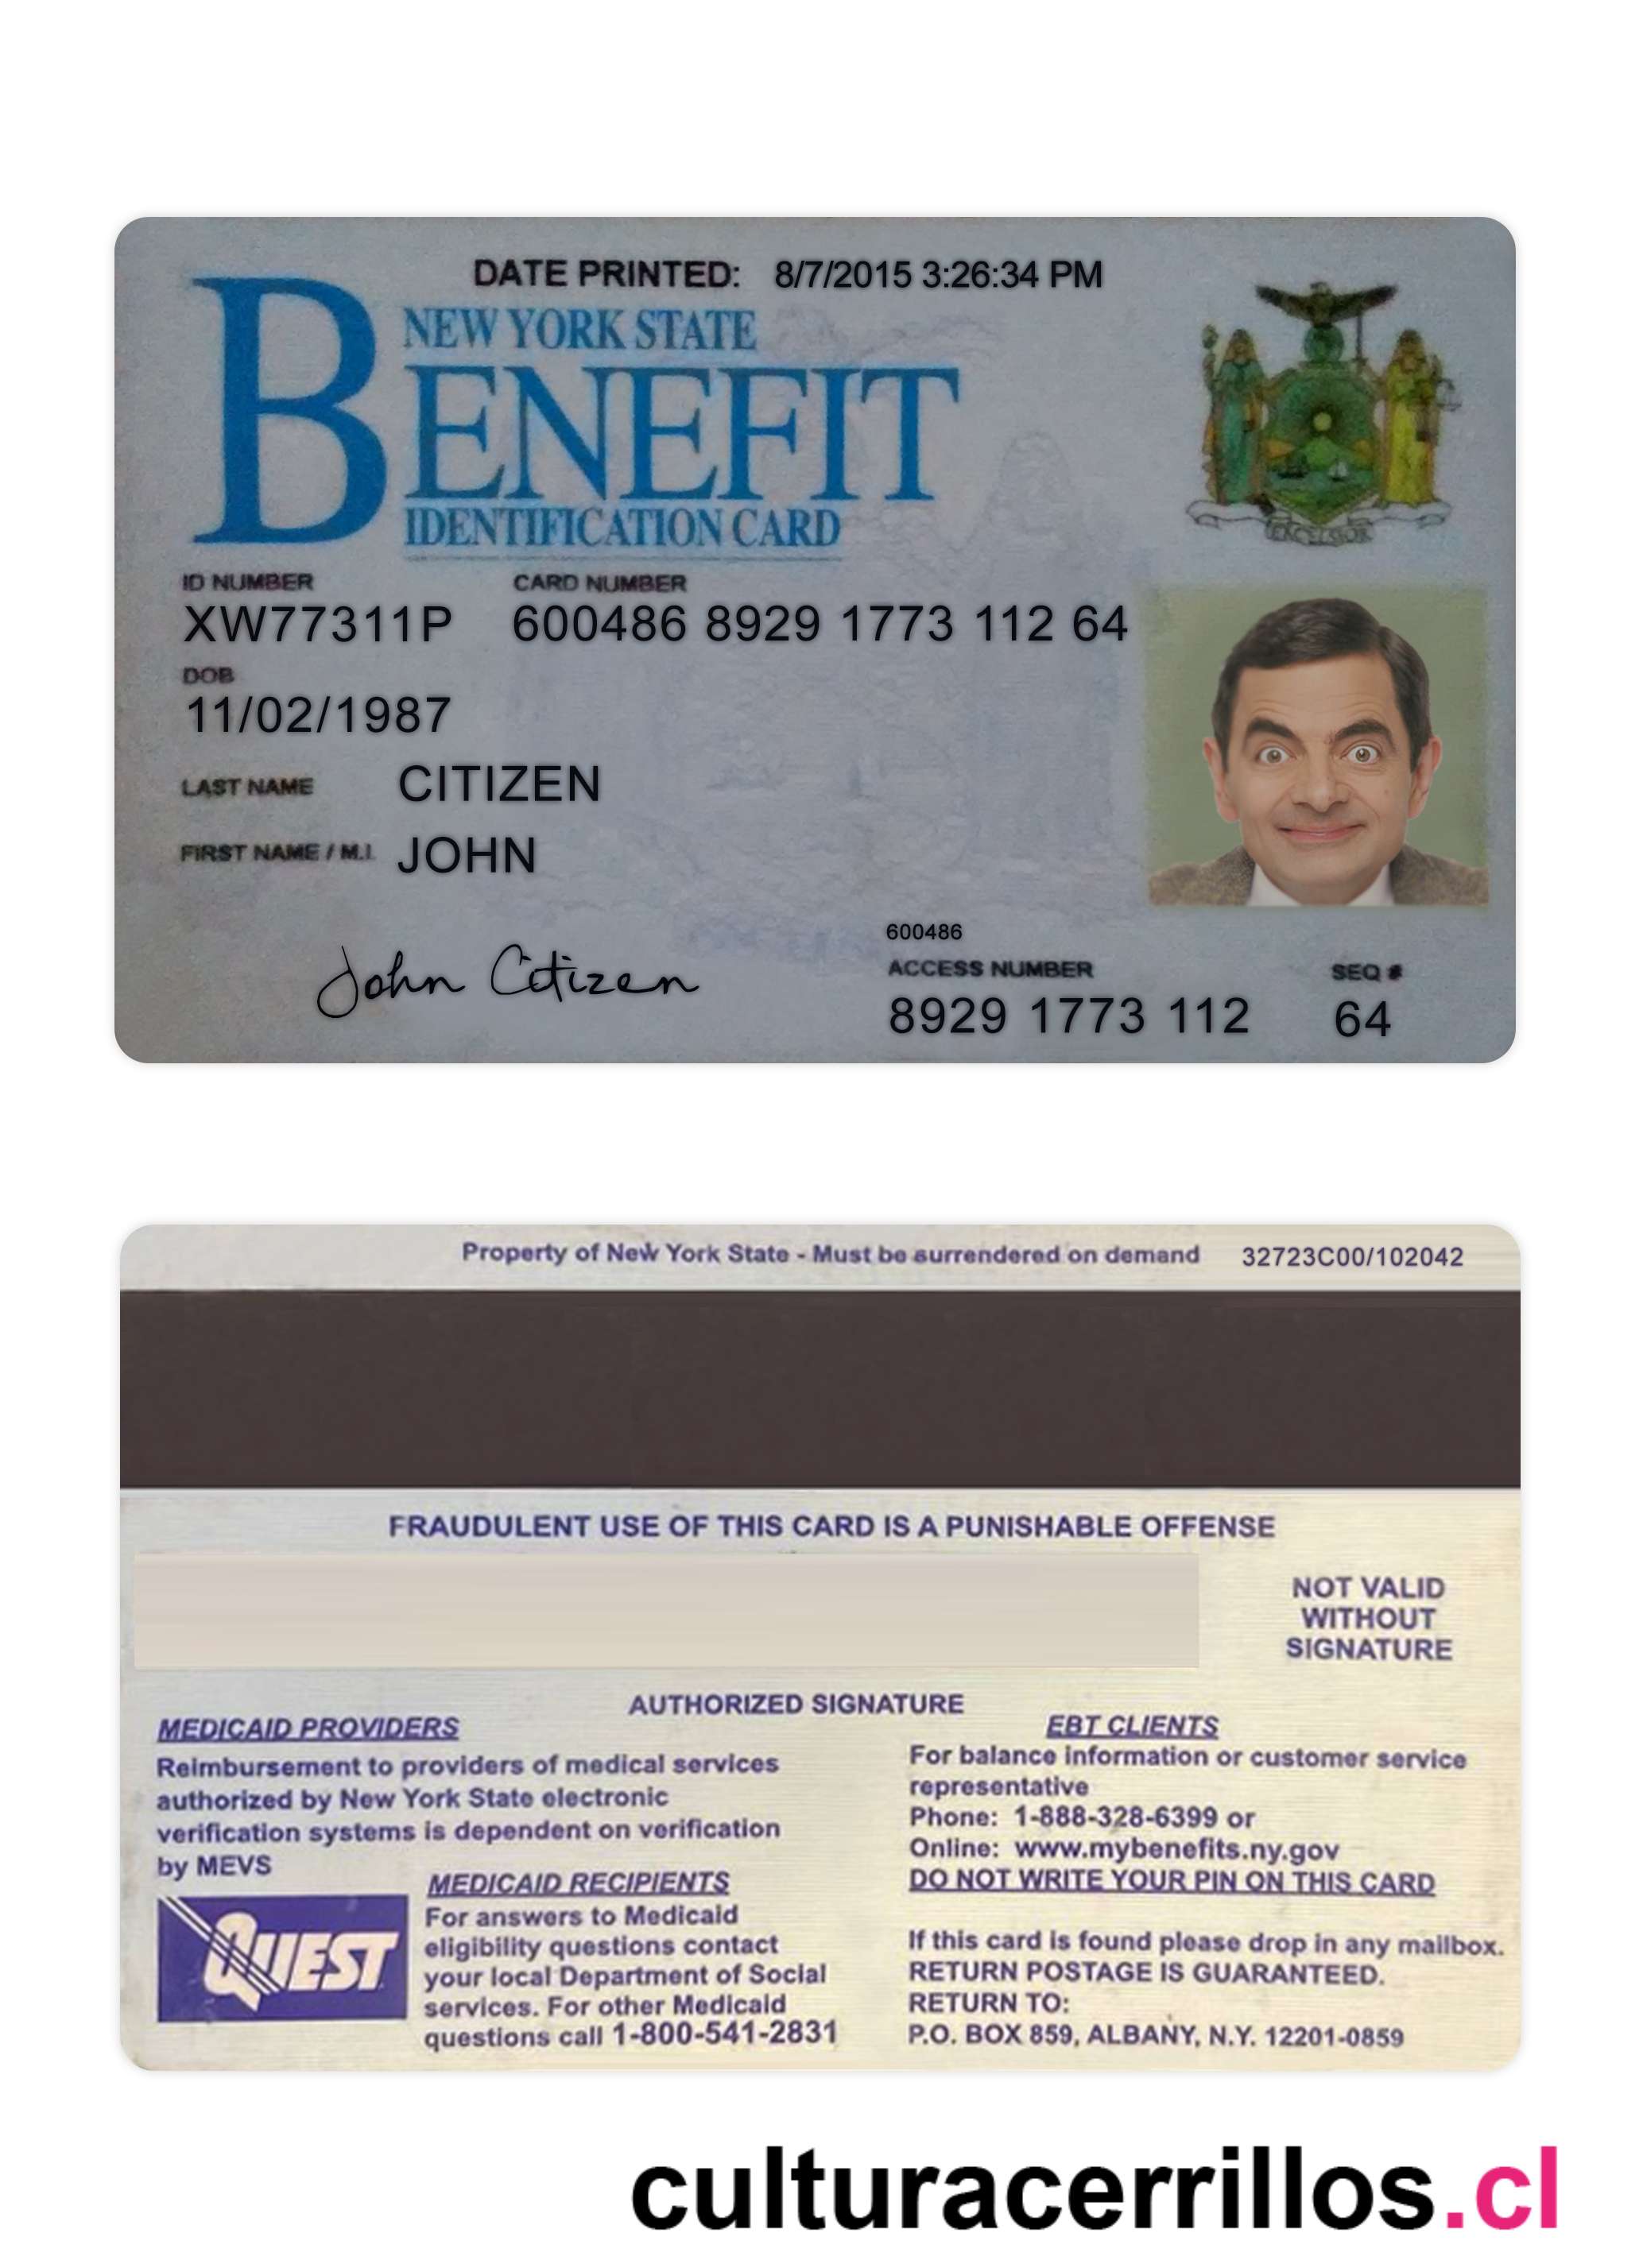 DATE PRINTED: 8/7/2015 3:26:34 PM
NEW YORK STATE
BENEFIT
IDENTIFICATION CARD
EXCELSIOR
ID NUMBER CARD NUMBER
XW77311P 600486 8929 1773 112 64
DOB
11/02/1987
LAST NAME CITIZEN
FIRST NAME / M.I. JOHN
John Citizen
600486
ACCESS NUMBER SEQ #
8929 1773 112 64
Property of New York State - Must be surrendered on demand 32723C00/102042
FRAUDULENT USE OF THIS CARD IS A PUNISHABLE OFFENSE
NOT VALID
WITHOUT
SIGNATURE
AUTHORIZED SIGNATURE
MEDICAID PROVIDERS
Reimbursement to providers of medical services
authorized by New York State electronic
verification systems is dependent on verification
by MEVS
QUEST
MEDICAID RECIPIENTS
For answers to Medicaid
eligibility questions contact
your local Department of Social
services. For other Medicaid
questions call 1-800-541-2831
EBT CLIENTS
For balance information or customer service
representative
Phone: 1-888-328-6399 or
Online: www.mybenefits.ny.gov
DO NOT WRITE YOUR PIN ON THIS CARD
If this card is found please drop in any mailbox.
RETURN POSTAGE IS GUARANTEED.
RETURN TO:
P.O. BOX 859, ALBANY, N.Y. 12201-0859
culturacerrillos.cl